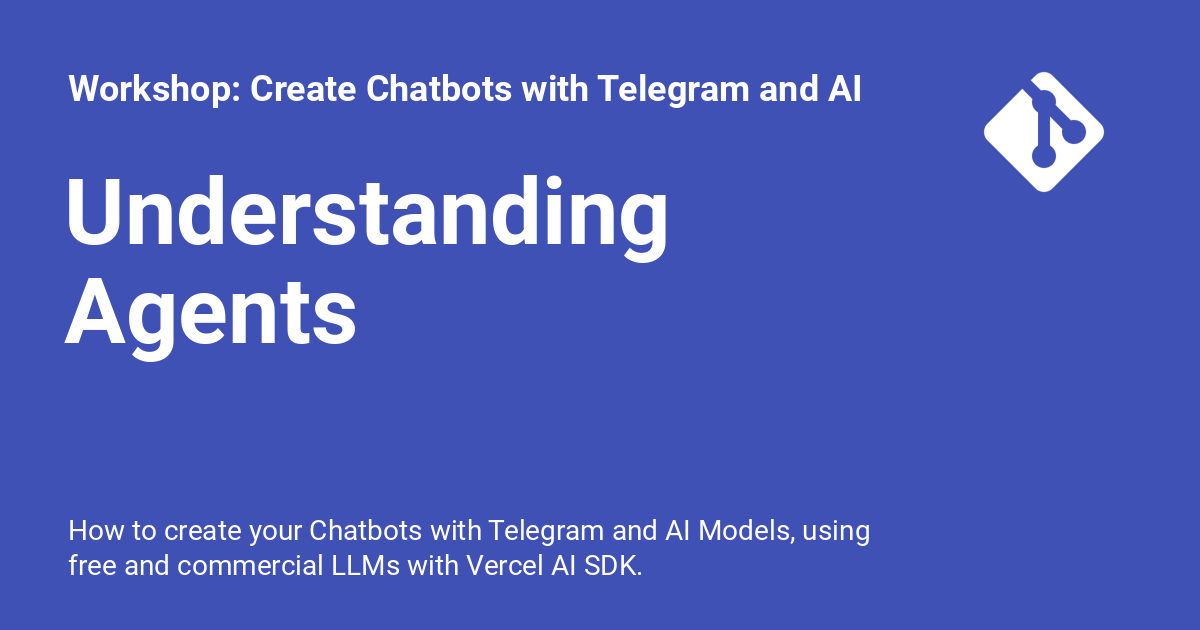 Workshop: Create Chatbots with Telegram and AI
Understanding
Agents
How to create your Chatbots with Telegram and AI Models, using
free and commercial LLMs with Vercel AI SDK.